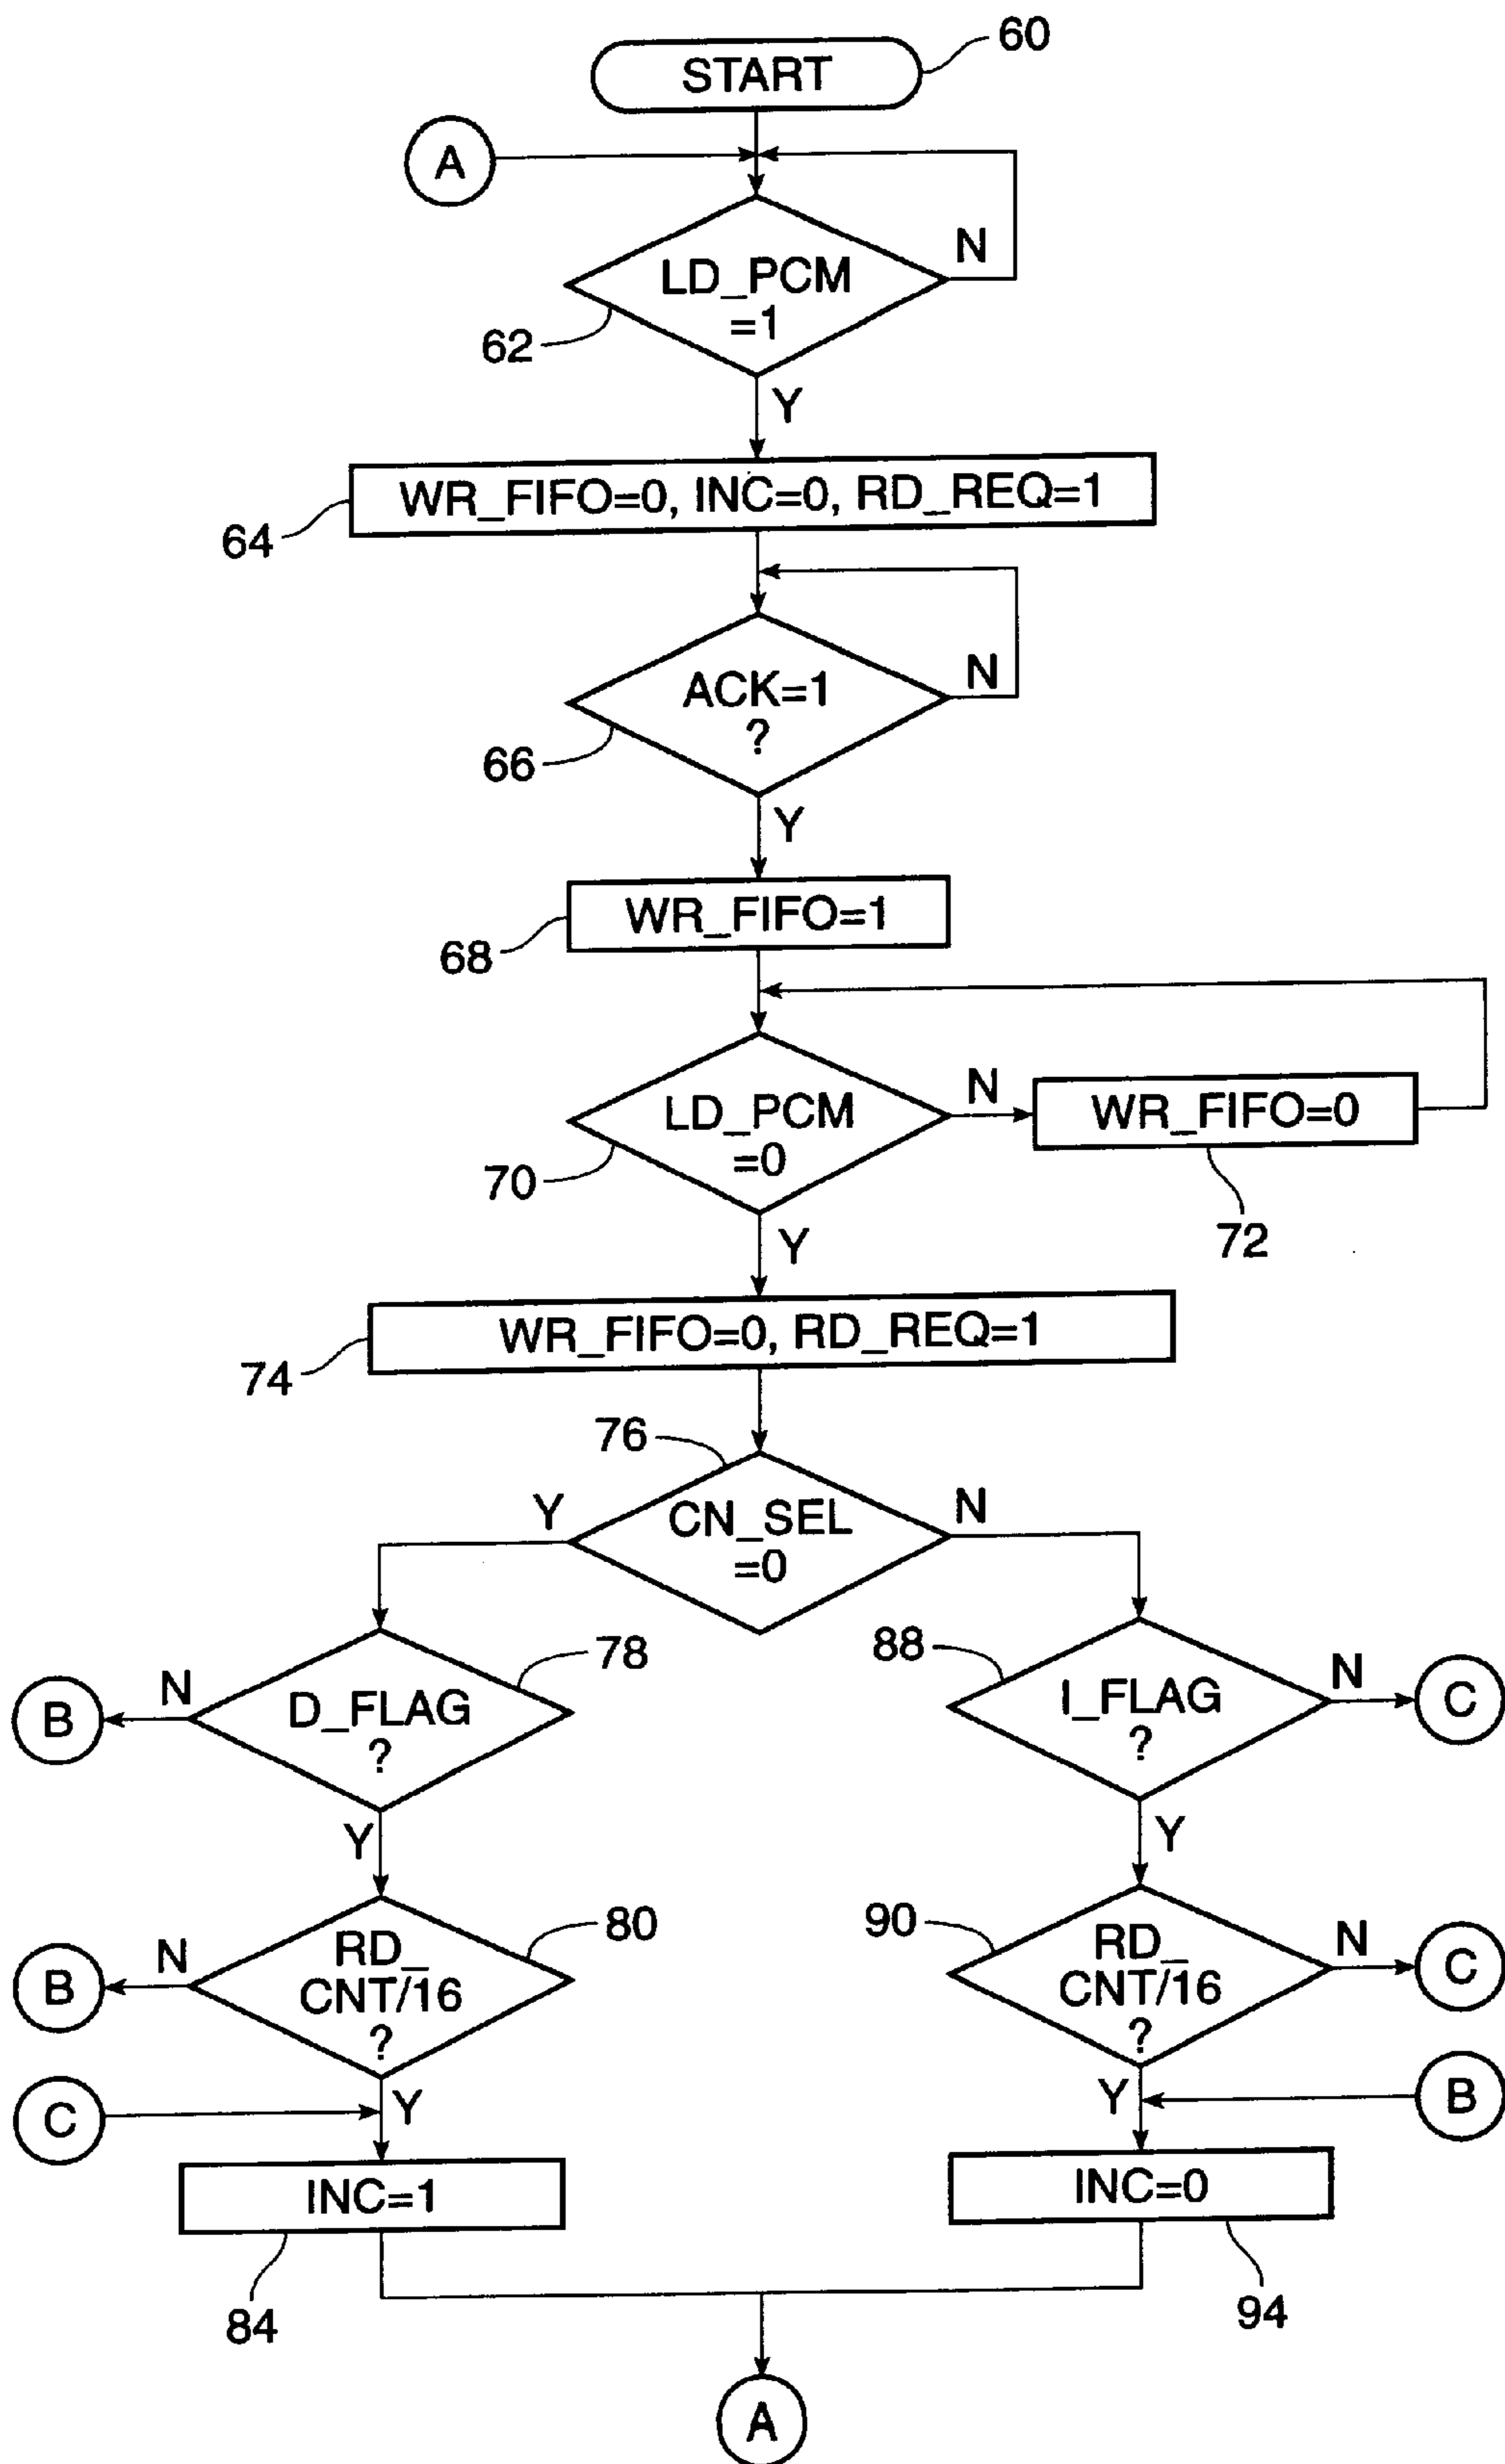 60
START
A
N
LD_PCM
=1
62
Y
WR_FIFO=0, INC=0, RD_REQ=1
64
ACK=1
?
N
66
Y
WR_FIFO=1
68
LD_PCM
=0
N
WR_FIFO=0
70
72
Y
WR_FIFO=0, RD_REQ=1
74
76
Y
CN_SEL
=0
N
78
88
B
N
D_FLAG
?
I_FLAG
?
N
C
Y
Y
80
90
B
N
RD_
CNT/16
?
RD_
CNT/16
?
N
C
C
Y
Y
B
INC=1
INC=0
84
94
A